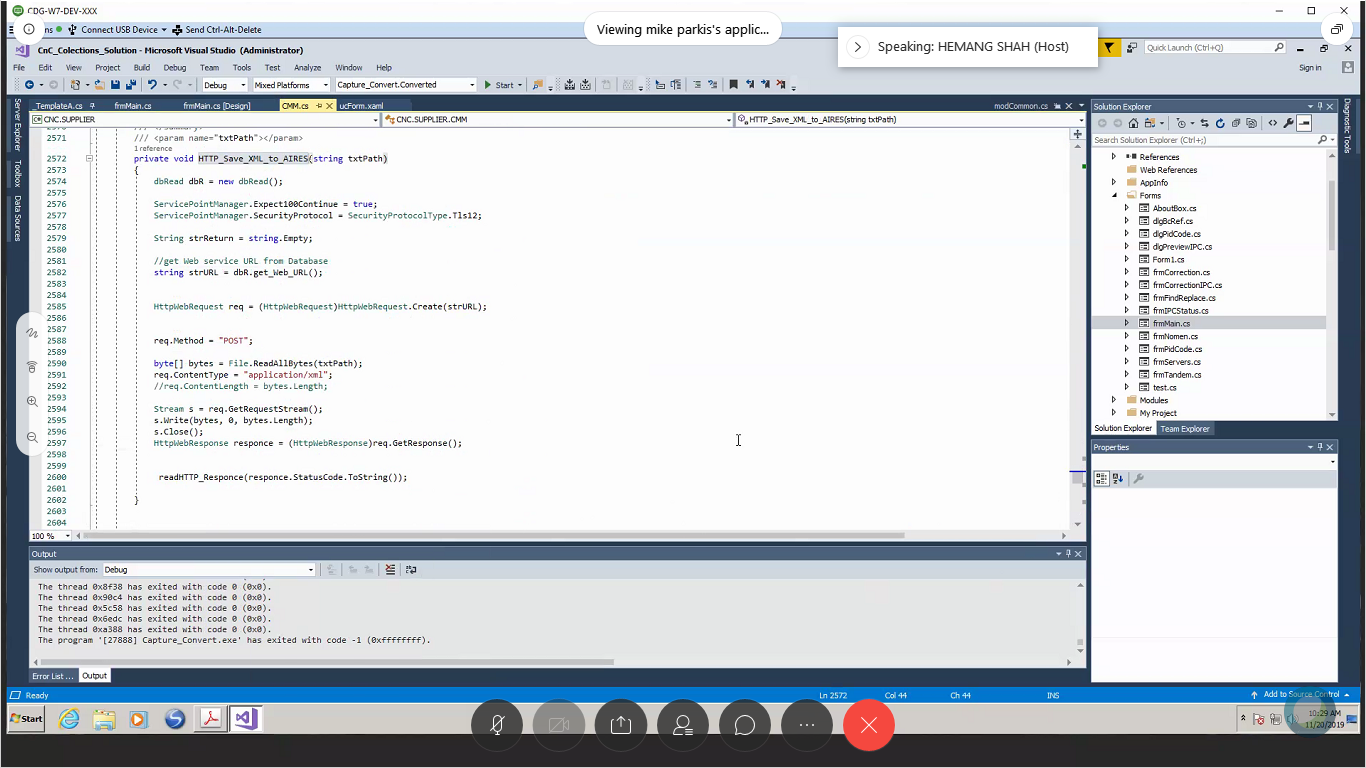 CDG-W7-DEV-XXX
Connect USB Device
Send Ctrl-Alt-Delete
Viewing mike parkis's applic...
Speaking: HEMANG SHAH (Host)
CnC_Colections_Solution - Microsoft Visual Studio (Administrator)
Quick Launch (Ctrl+Q)
File Edit View Project Build Debug Team Tools Test Analyze Window Help
Sign in
Debug Mixed Platforms Capture_Convert.Converted Start
_TemplateA.cs frmMain.cs frmMain.cs [Design] CMM.cs ucForm.xaml modCommon.cs
CNC.SUPPLIER CNC.SUPPLIER.CMM HTTP_Save_XML_to_AIRES(string txtPath)
2571 /// <param name="txtPath"></param>
1 reference
2572 private void HTTP_Save_XML_to_AIRES(string txtPath)
2573 {
2574 dbRead dbR = new dbRead();
2575
2576 ServicePointManager.Expect100Continue = true;
2577 ServicePointManager.SecurityProtocol = SecurityProtocolType.Tls12;
2578
2579 String strReturn = string.Empty;
2580
2581 //get Web service URL from Database
2582 string strURL = dbR.get_Web_URL();
2583
2584
2585 HttpWebRequest req = (HttpWebRequest)HttpWebRequest.Create(strURL);
2586
2587
2588 req.Method = "POST";
2589
2590 byte[] bytes = File.ReadAllBytes(txtPath);
2591 req.ContentType = "application/xml";
2592 //req.ContentLength = bytes.Length;
2593
2594 Stream s = req.GetRequestStream();
2595 s.Write(bytes, 0, bytes.Length);
2596 s.Close();
2597 HttpWebResponse responce = (HttpWebResponse)req.GetResponse();
2598
2599
2600 readHTTP_Responce(responce.StatusCode.ToString());
2601
2602 }
2603
2604
100 %
Server Explorer
Toolbox
Data Sources
Solution Explorer
Search Solution Explorer (Ctrl+;)
References
Web References
AppInfo
Forms
AboutBox.cs
dlgBcRef.cs
dlgPidCode.cs
dlgPreviewIPC.cs
Form1.cs
frmCorrection.cs
frmCorrectionIPC.cs
frmFindReplace.cs
frmIPCStatus.cs
frmMain.cs
frmNomen.cs
frmPidCode.cs
frmServers.cs
frmTandem.cs
test.cs
Modules
My Project
Solution Explorer Team Explorer
Properties
Diagnostic Tools
Output
Show output from: Debug
The thread 0x8f38 has exited with code 0 (0x0).
The thread 0x90c4 has exited with code 0 (0x0).
The thread 0x5c58 has exited with code 0 (0x0).
The thread 0x6edc has exited with code 0 (0x0).
The thread 0xa388 has exited with code 0 (0x0).
The program '[27888] Capture_Convert.exe' has exited with code -1 (0xffffffff).
Error List ... Output
Ready Ln 2572 Col 44 Ch 44 INS Add to Source Control
Start
10:29 AM
11/20/2019